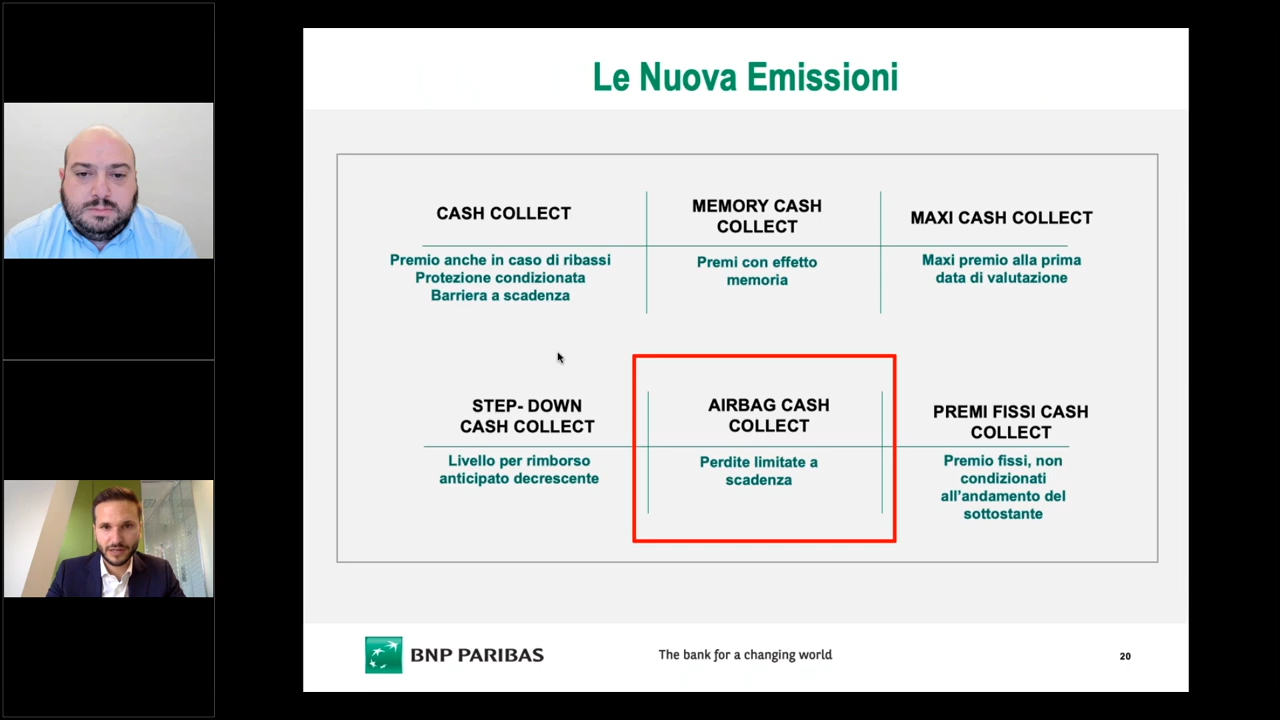 Le Nuova Emissioni
CASH COLLECT
Premio anche in caso di ribassi
Protezione condizionata
Barriera a scadenza
MEMORY CASH
COLLECT
Premi con effetto
memoria
MAXI CASH COLLECT
Maxi premio alla prima
data di valutazione
STEP- DOWN
CASH COLLECT
Livello per rimborso
anticipato decrescente
AIRBAG CASH
COLLECT
Perdite limitate a
scadenza
PREMI FISSI CASH
COLLECT
Premio fissi, non
condizionati
all’andamento del
sottostante
BNP PARIBAS
The bank for a changing world
20